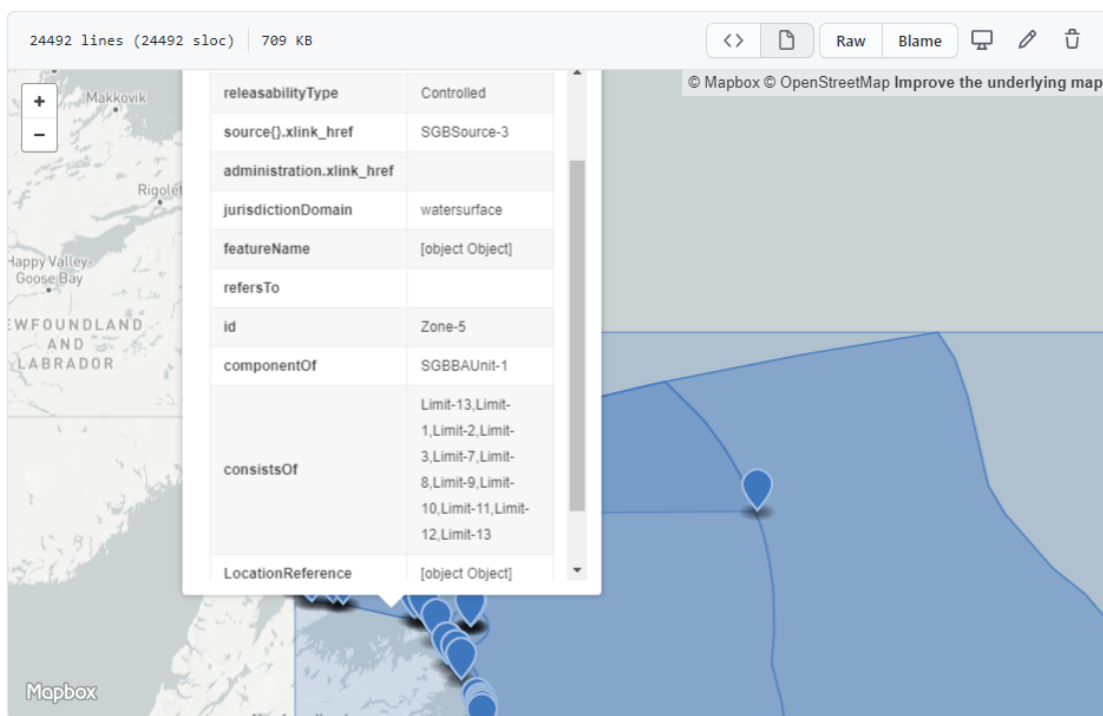 24492 lines (24492 sloc) 709 KB
<> Raw Blame
© Mapbox © OpenStreetMap Improve the underlying map
+
−
Makkovik
Rigolet
Happy Valley-
Goose Bay
EWFOUNDLAND
AND
LABRADOR
releasabilityType Controlled
source{}.xlink_href SGBSource-3
administration.xlink_href
jurisdictionDomain watersurface
featureName [object Object]
refersTo
id Zone-5
componentOf SGBBAUnit-1
consistsOf
Limit-13,Limit-
1,Limit-2,Limit-
3,Limit-7,Limit-
8,Limit-9,Limit-
10,Limit-11,Limit-
12,Limit-13
LocationReference [object Object]
Mapbox